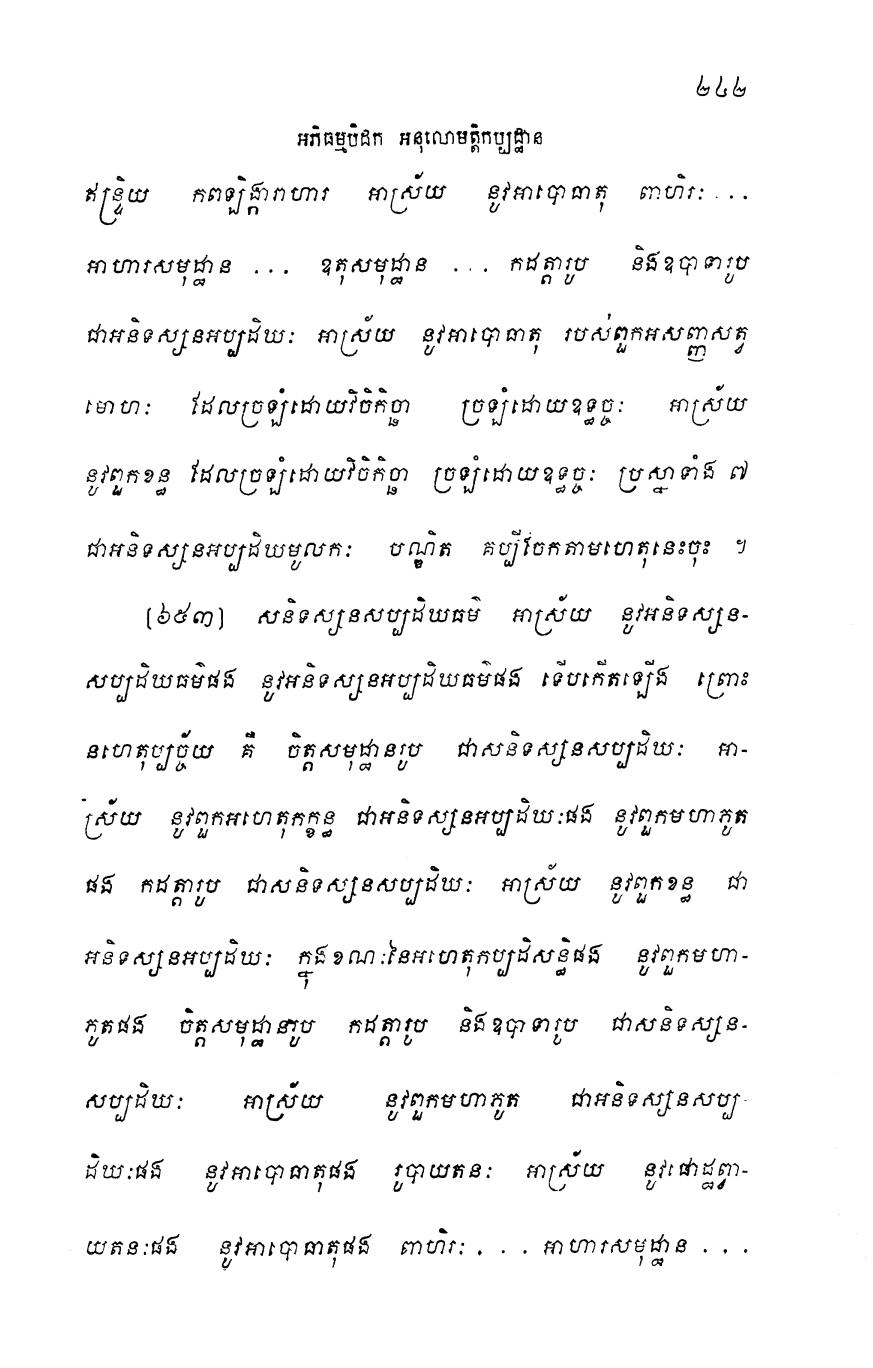 ២៤២
អភិធម្មបិដក អនុលោមត្តិកប្បដ្ឋាន
ឥន្ទ្រិយ កពឡិង្ការាហារ អាស្រ័យ នូវអាបោធាតុ ពាហិរៈ ...
អាហារសមុដ្ឋាន ... ឧតុសមុដ្ឋាន ... កដត្តារូប និងឧបាទារូប
ជាអនិទស្សនអប្បដិឃៈ អាស្រ័យ នូវអាបោធាតុ របស់ពួកអសញ្ញសត្វ
មោហៈ ដែលច្រឡំដោយវិចិកិច្ឆា ច្រឡំដោយឧទ្ធច្ចៈ អាស្រ័យ
នូវពួកខន្ធ ដែលច្រឡំដោយវិចិកិច្ឆា ច្រឡំដោយឧទ្ធច្ចៈ ប្រស្នាទាំង ៧
ជាអនិទស្សនអប្បដិឃមូលកៈ បណ្ឌិត គប្បីចែកតាមហេតុនេះចុះ ។
[៦៥៣] សនិទស្សនសប្បដិឃធម៌ អាស្រ័យ នូវអនិទស្សន-
សប្បដិឃធម៌ផង នូវអនិទស្សនអប្បដិឃធម៌ផង ទើបកើតឡើង ព្រោះ
នហេតុប្បច្ច័យ គឺ ចិត្តសមុដ្ឋានរូប ជាសនិទស្សនសប្បដិឃៈ អា-
ស្រ័យ នូវពួកអហេតុកក្ខន្ធ ជាអនិទស្សនអប្បដិឃៈផង នូវពួកមហាភូត
ផង កដត្តារូប ជាសនិទស្សនសប្បដិឃៈ អាស្រ័យ នូវពួកខន្ធ ជា
អនិទស្សនអប្បដិឃៈ ក្នុងខណៈនៃអហេតុកប្បដិសន្ធិផង នូវពួកមហា-
ភូតផង ចិត្តសមុដ្ឋានរូប កដត្តារូប និងឧបាទារូប ជាសនិទស្សន-
សប្បដិឃៈ អាស្រ័យ នូវពួកមហាភូត ជាអនិទស្សនសប្ប-
ដិឃៈផង នូវអាបោធាតុផង រូបាយតនៈ អាស្រ័យ នូវផោដ្ឋព្វា-
យតនៈផង នូវអាបោធាតុផង ពាហិរៈ ... អាហារសមុដ្ឋាន ...